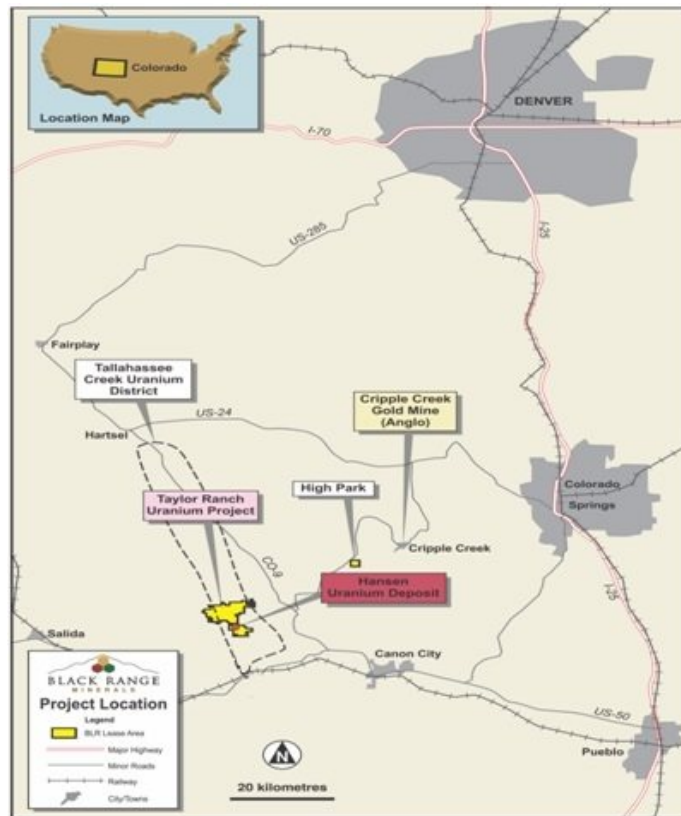 Colorado
Location Map
DENVER
I-70
I-25
US-285
Fairplay
Tallahassee
Creek Uranium
District
Hartsel
US-24
Cripple Creek
Gold Mine
(Anglo)
High Park
Colorado
Springs
Taylor Ranch
Uranium Project
CO-9
Cripple Creek
Hansen
Uranium Deposit
I-25
Salida
Canon City
US-50
Pueblo
BLACK RANGE
MINERALS
Project Location
Legend
BLR Lease Area
Major Highway
Minor Roads
Railway
City/Towns
N
20 kilometres